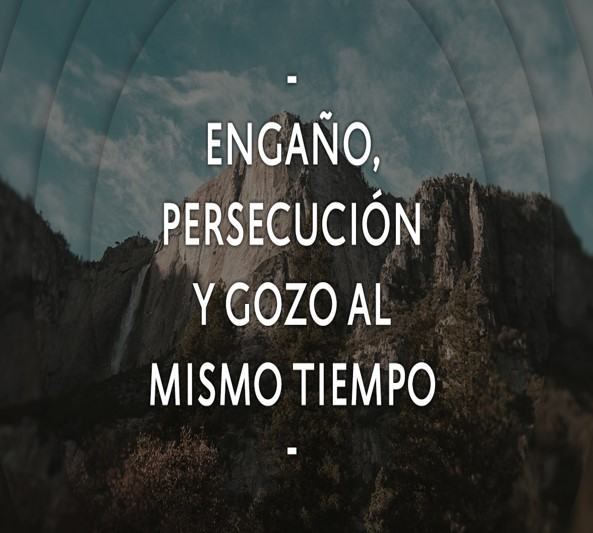 -
ENGAÑO,
PERSECUCIÓN
Y GOZO AL
MISMO TIEMPO
-